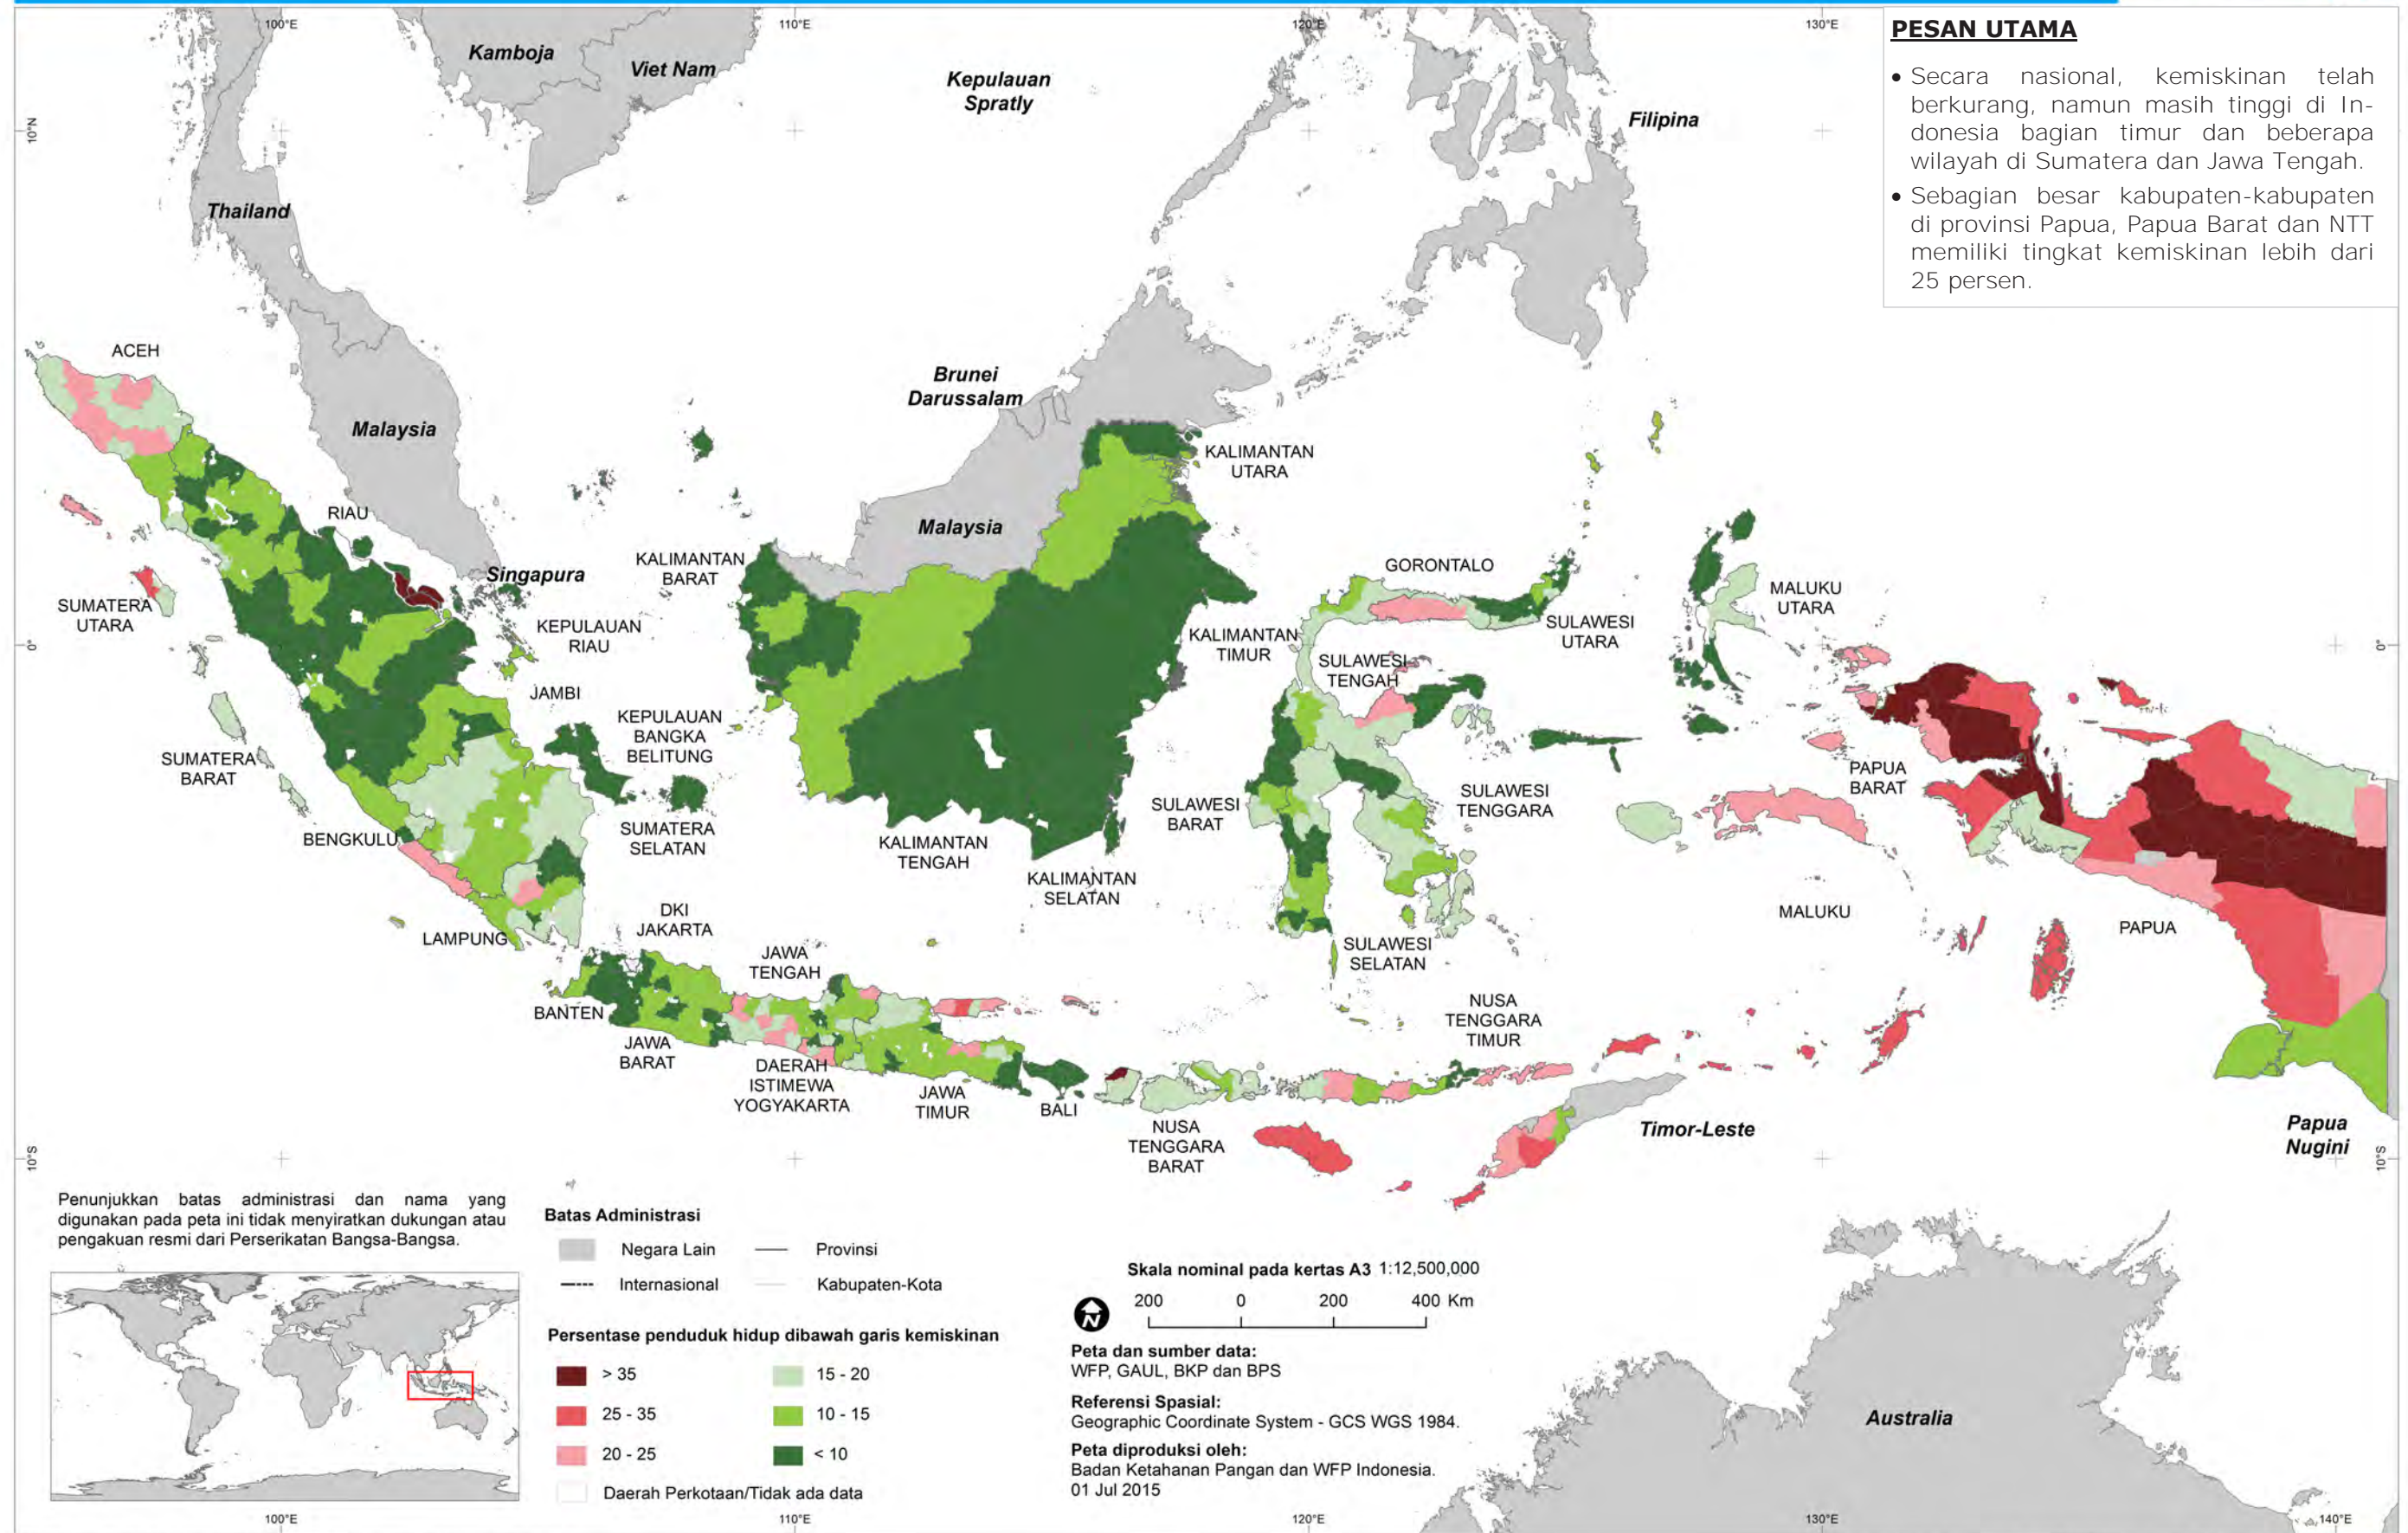 100°E
110°E
120°E
130°E
PESAN UTAMA
• Secara nasional, kemiskinan telah
berkurang, namun masih tinggi di In-
donesia bagian timur dan beberapa
wilayah di Sumatera dan Jawa Tengah.
• Sebagian besar kabupaten-kabupaten
di provinsi Papua, Papua Barat dan NTT
memiliki tingkat kemiskinan lebih dari
25 persen.
Kamboja
Viet Nam
Kepulauan
Spratly
Filipina
10°N
Thailand
ACEH
Brunei
Darussalam
Malaysia
KALIMANTAN
UTARA
RIAU
Malaysia
KALIMANTAN
BARAT
Singapura
GORONTALO
SUMATERA
UTARA
MALUKU
UTARA
KEPULAUAN
RIAU
0°
KALIMANTAN
TIMUR
SULAWESI
UTARA
0°
SULAWESI
TENGAH
JAMBI
KEPULAUAN
BANGKA
BELITUNG
SUMATERA
BARAT
PAPUA
BARAT
SULAWESI
BARAT
SULAWESI
TENGGARA
BENGKULU
SUMATERA
SELATAN
KALIMANTAN
TENGAH
KALIMANTAN
SELATAN
DKI
JAKARTA
MALUKU
PAPUA
LAMPUNG
JAWA
TENGAH
SULAWESI
SELATAN
BANTEN
NUSA
TENGGARA
TIMUR
JAWA
BARAT
DAERAH
ISTIMEWA
YOGYAKARTA
JAWA
TIMUR
BALI
NUSA
TENGGARA
BARAT
Timor-Leste
Papua
Nugini
10°S
10°S
Penunjukkan batas administrasi dan nama yang
digunakan pada peta ini tidak menyiratkan dukungan atau
pengakuan resmi dari Perserikatan Bangsa-Bangsa.
Batas Administrasi
Negara Lain
Provinsi
Internasional
Kabupaten-Kota
Persentase penduduk hidup dibawah garis kemiskinan
> 35
15 - 20
25 - 35
10 - 15
20 - 25
< 10
Daerah Perkotaan/Tidak ada data
Skala nominal pada kertas A3 1:12,500,000
N
200 0 200 400 Km
Peta dan sumber data:
WFP, GAUL, BKP dan BPS
Referensi Spasial:
Geographic Coordinate System - GCS WGS 1984.
Peta diproduksi oleh:
Badan Ketahanan Pangan dan WFP Indonesia.
01 Jul 2015
Australia
100°E
110°E
120°E
130°E
140°E